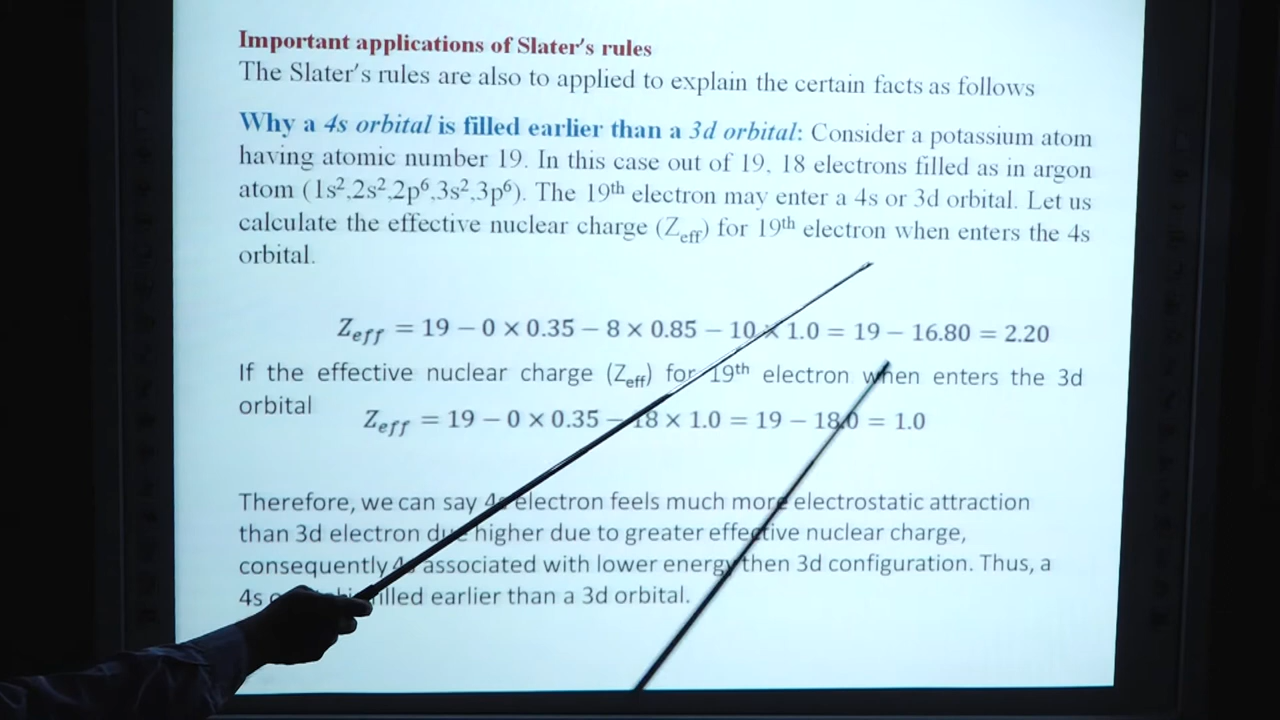 Important applications of Slater's rules
The Slater's rules are also to applied to explain the certain facts as follows
Why a 4s orbital is filled earlier than a 3d orbital: Consider a potassium atom
having atomic number 19. In this case out of 19, 18 electrons filled as in argon
atom (1s²,2s²,2p⁶,3s²,3p⁶). The 19ᵗʰ electron may enter a 4s or 3d orbital. Let us
calculate the effective nuclear charge (Zeff) for 19ᵗʰ electron when enters the 4s
orbital.
Zeff = 19 − 0 × 0.35 − 8 × 0.85 − 10 × 1.0 = 19 − 16.80 = 2.20
If the effective nuclear charge (Zeff) for 19ᵗʰ electron when enters the 3d
orbital
Zeff = 19 − 0 × 0.35 − 18 × 1.0 = 19 − 18.0 = 1.0
Therefore, we can say 4s electron feels much more electrostatic attraction
than 3d electron due higher due to greater effective nuclear charge,
consequently 4s associated with lower energy then 3d configuration. Thus, a
4s filled earlier than a 3d orbital.